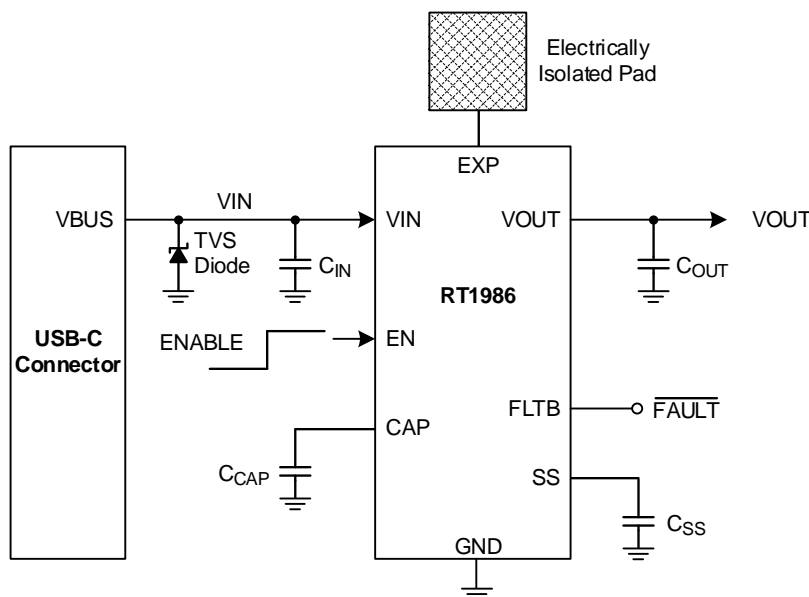 Electrically
Isolated Pad
EXP
VBUS
VIN
VIN
VOUT
VOUT
TVS
Diode
CIN
COUT
RT1986
USB-C
Connector
ENABLE
EN
FLTB
FAULT
CAP
CCAP
SS
CSS
GND